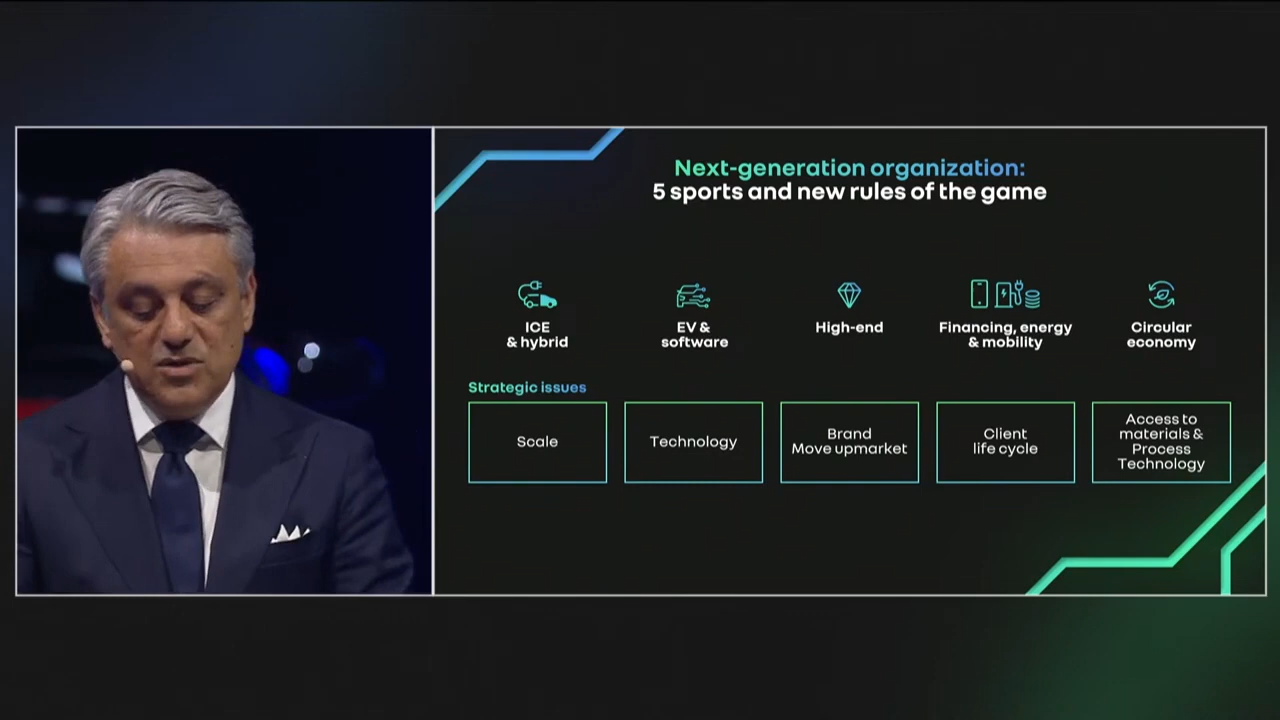 Next-generation organization:
5 sports and new rules of the game
ICE
& hybrid
EV &
software
High-end
Financing, energy
& mobility
Circular
economy
Strategic issues
Scale
Technology
Brand
Move upmarket
Client
life cycle
Access to
materials &
Process
Technology